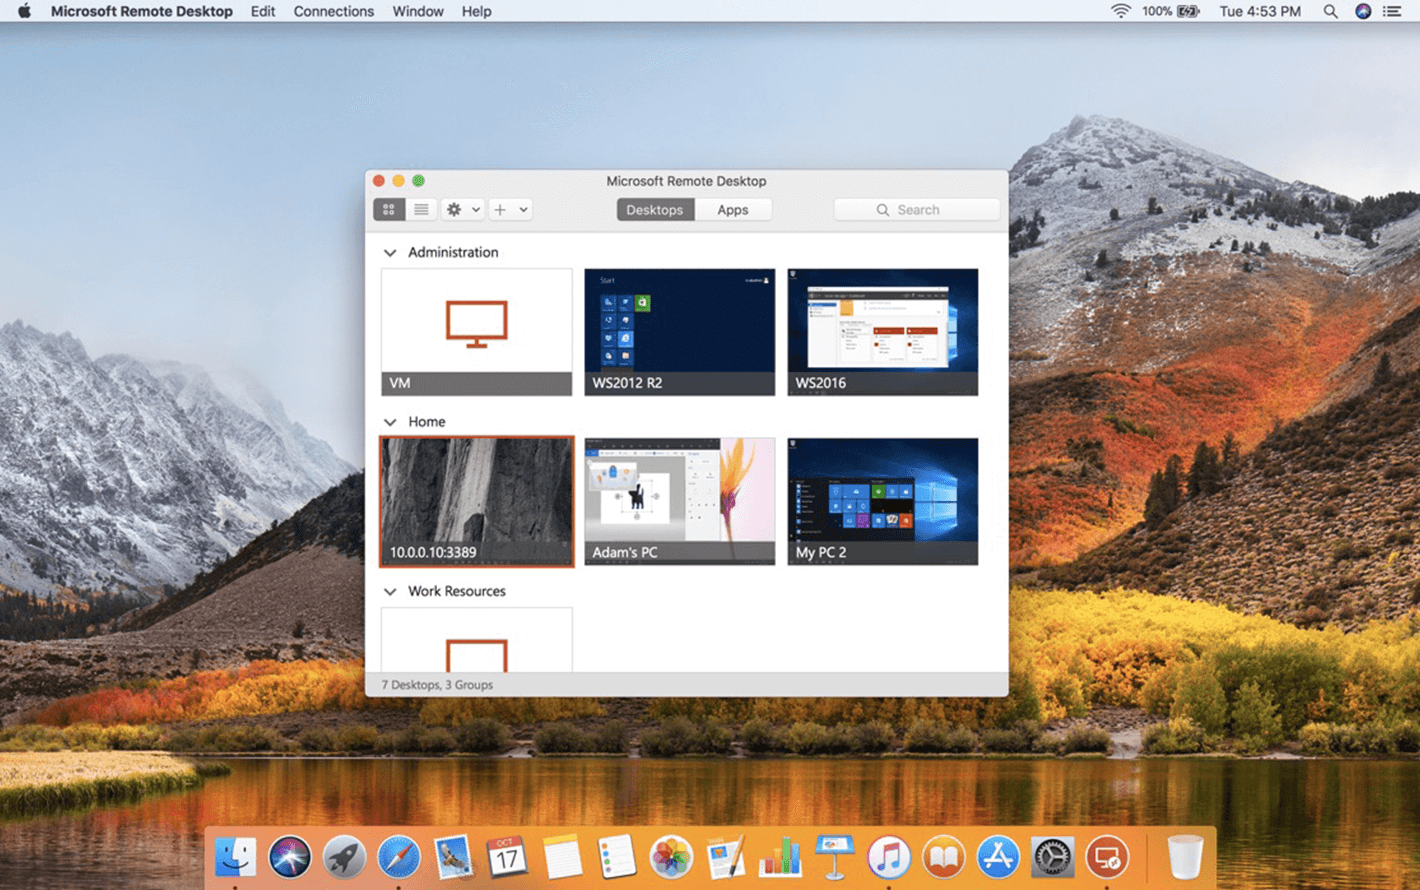 Microsoft Remote Desktop Edit Connections Window Help 100% Tue 4:53 PM
Microsoft Remote Desktop
Desktops Apps Search
Administration
Start
VM WS2012 R2 WS2016
Home
10.0.0.10:3389 Adam's PC My PC 2
Work Resources
7 Desktops, 3 Groups
OCT
17